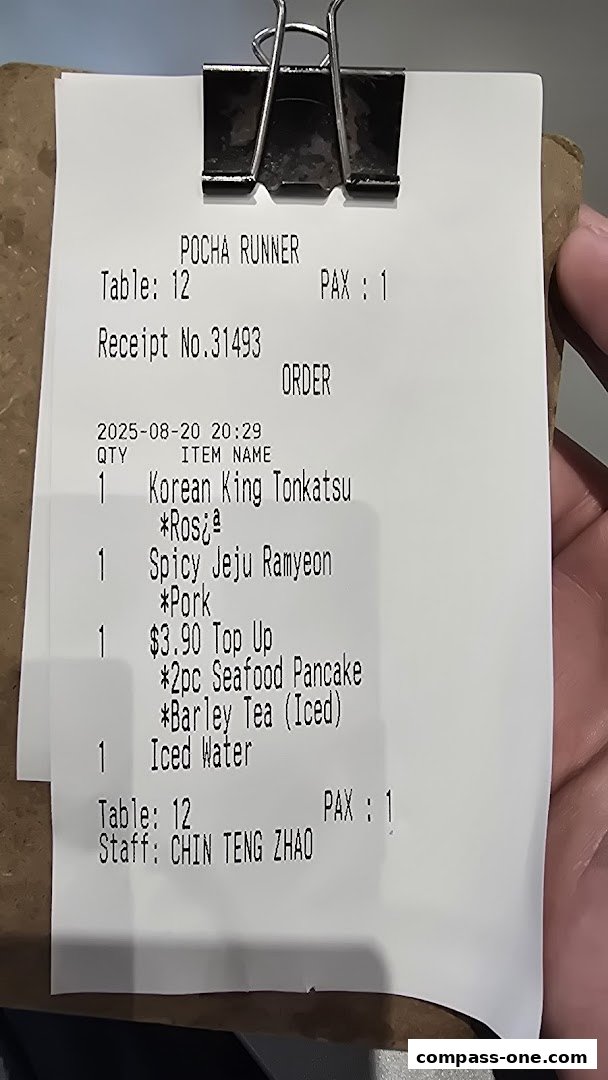 POCHA RUNNER
Table: 12 PAX : 1
Receipt No.31493
ORDER
2025-08-20 20:29
QTY ITEM NAME
1 Korean King Tonkatsu
*Ros¿ª
1 Spicy Jeju Ramyeon
*Pork
1 $3.90 Top Up
*2pc Seafood Pancake
*Barley Tea (Iced)
1 Iced Water
Table: 12 PAX : 1
Staff: CHIN TENG ZHAO
compass-one.com